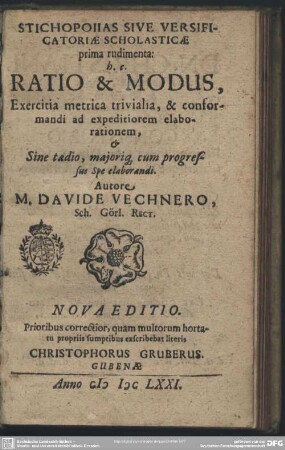 STICHOPOIIAS SIVE VERSIFI-
CATORIÆ SCHOLASTICÆ
prima rudimenta:
h. e.
RATIO & MODUS,
Exercitia metrica trivialia, & confor-
mandi ad expeditiorem elabo-
rationem,
&
Sine tædio, majoriq, cum progres-
sus Spe elaborandi.
Autore
M. DAVIDE VECHNERO,
Sch. Görl. RECT.
NOVA EDITIO.
Prioribus correctior, quam multorum horta-
tu propriis sumptibus exscribebat literis
CHRISTOPHORUS GRUBERUS.
GUBENÆ
Anno CIↃ IↃC LXXI.